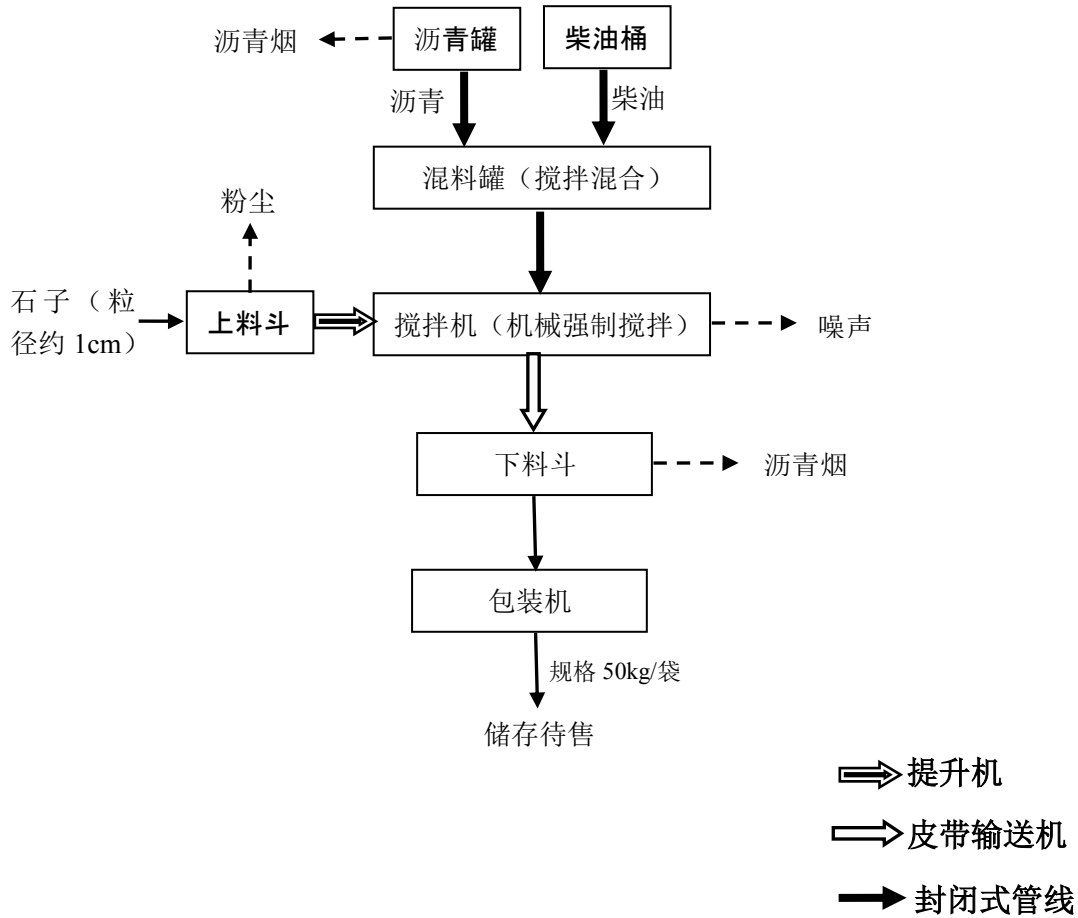 沥青烟
沥青罐
柴油桶
沥青
柴油
混料罐（搅拌混合）
粉尘
石子（粒
径约 1cm）
上料斗
搅拌机（机械强制搅拌）
噪声
下料斗
沥青烟
包装机
规格 50kg/袋
储存待售
提升机
皮带输送机
封闭式管线